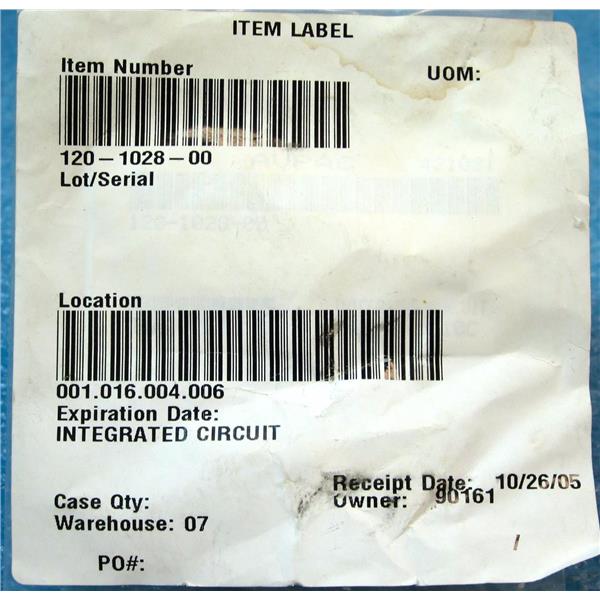 ITEM LABEL
Item Number UOM:
120-1028-00
Lot/Serial
Location
001.016.004.006
Expiration Date:
INTEGRATED CIRCUIT
Receipt Date: 10/26/05
Case Qty: Owner: 90161
Warehouse: 07
PO#: